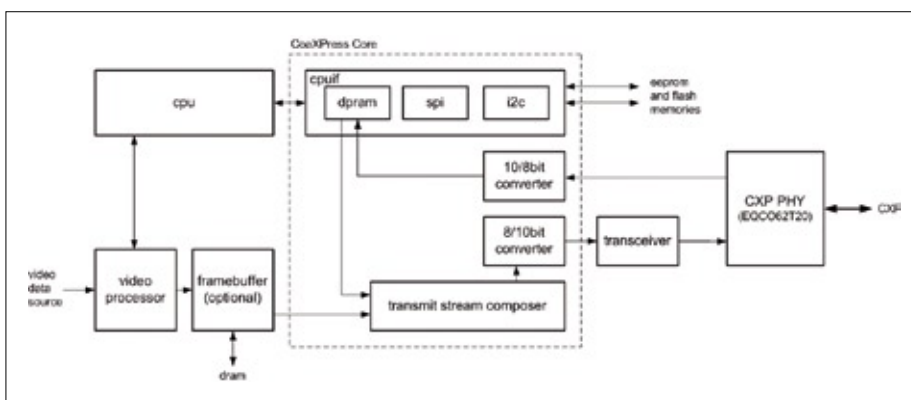 CoaXPress Core
cpuif
cpu
dpram
spi
i2c
eeprom
and flash
memories
10/8bit
converter
CXP PHY
(EQCO62T20)
CXP
8/10bit
converter
transceiver
video
data
source
video
processor
framebuffer
(optional)
transmit stream composer
dram